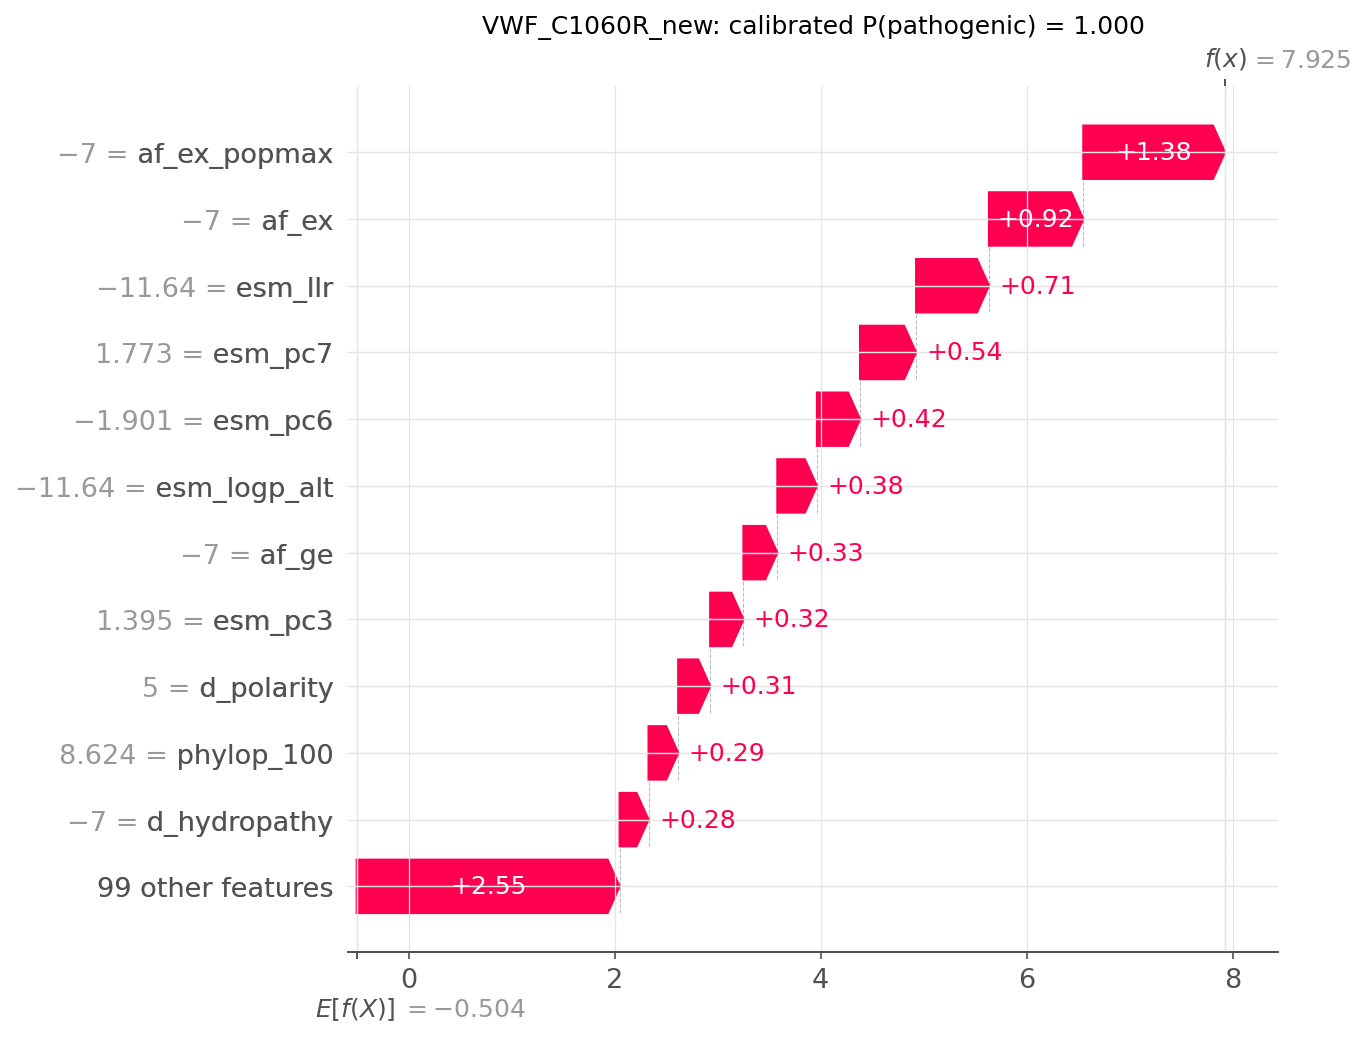 VWF_C1060R_new: calibrated P(pathogenic) = 1.000
f(x) = 7.925
−7 = af_ex_popmax +1.38
−7 = af_ex +0.92
−11.64 = esm_llr +0.71
1.773 = esm_pc7 +0.54
−1.901 = esm_pc6 +0.42
−11.64 = esm_logp_alt +0.38
−7 = af_ge +0.33
1.395 = esm_pc3 +0.32
5 = d_polarity +0.31
8.624 = phylop_100 +0.29
−7 = d_hydropathy +0.28
99 other features +2.55
0 2 4 6 8
E[f(X)] = −0.504